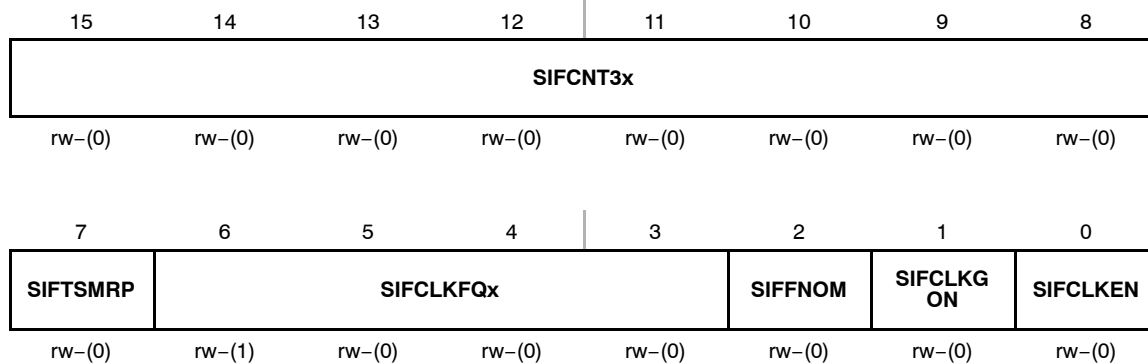 15 14 13 12 11 10 9 8
SIFCNT3x
rw−(0) rw−(0) rw−(0) rw−(0) rw−(0) rw−(0) rw−(0) rw−(0)
7 6 5 4 3 2 1 0
SIFTSMRP SIFCLKFQx SIFFNOM SIFCLKG
ON SIFCLKEN
rw−(0) rw−(1) rw−(0) rw−(0) rw−(0) rw−(0) rw−(0) rw−(0)